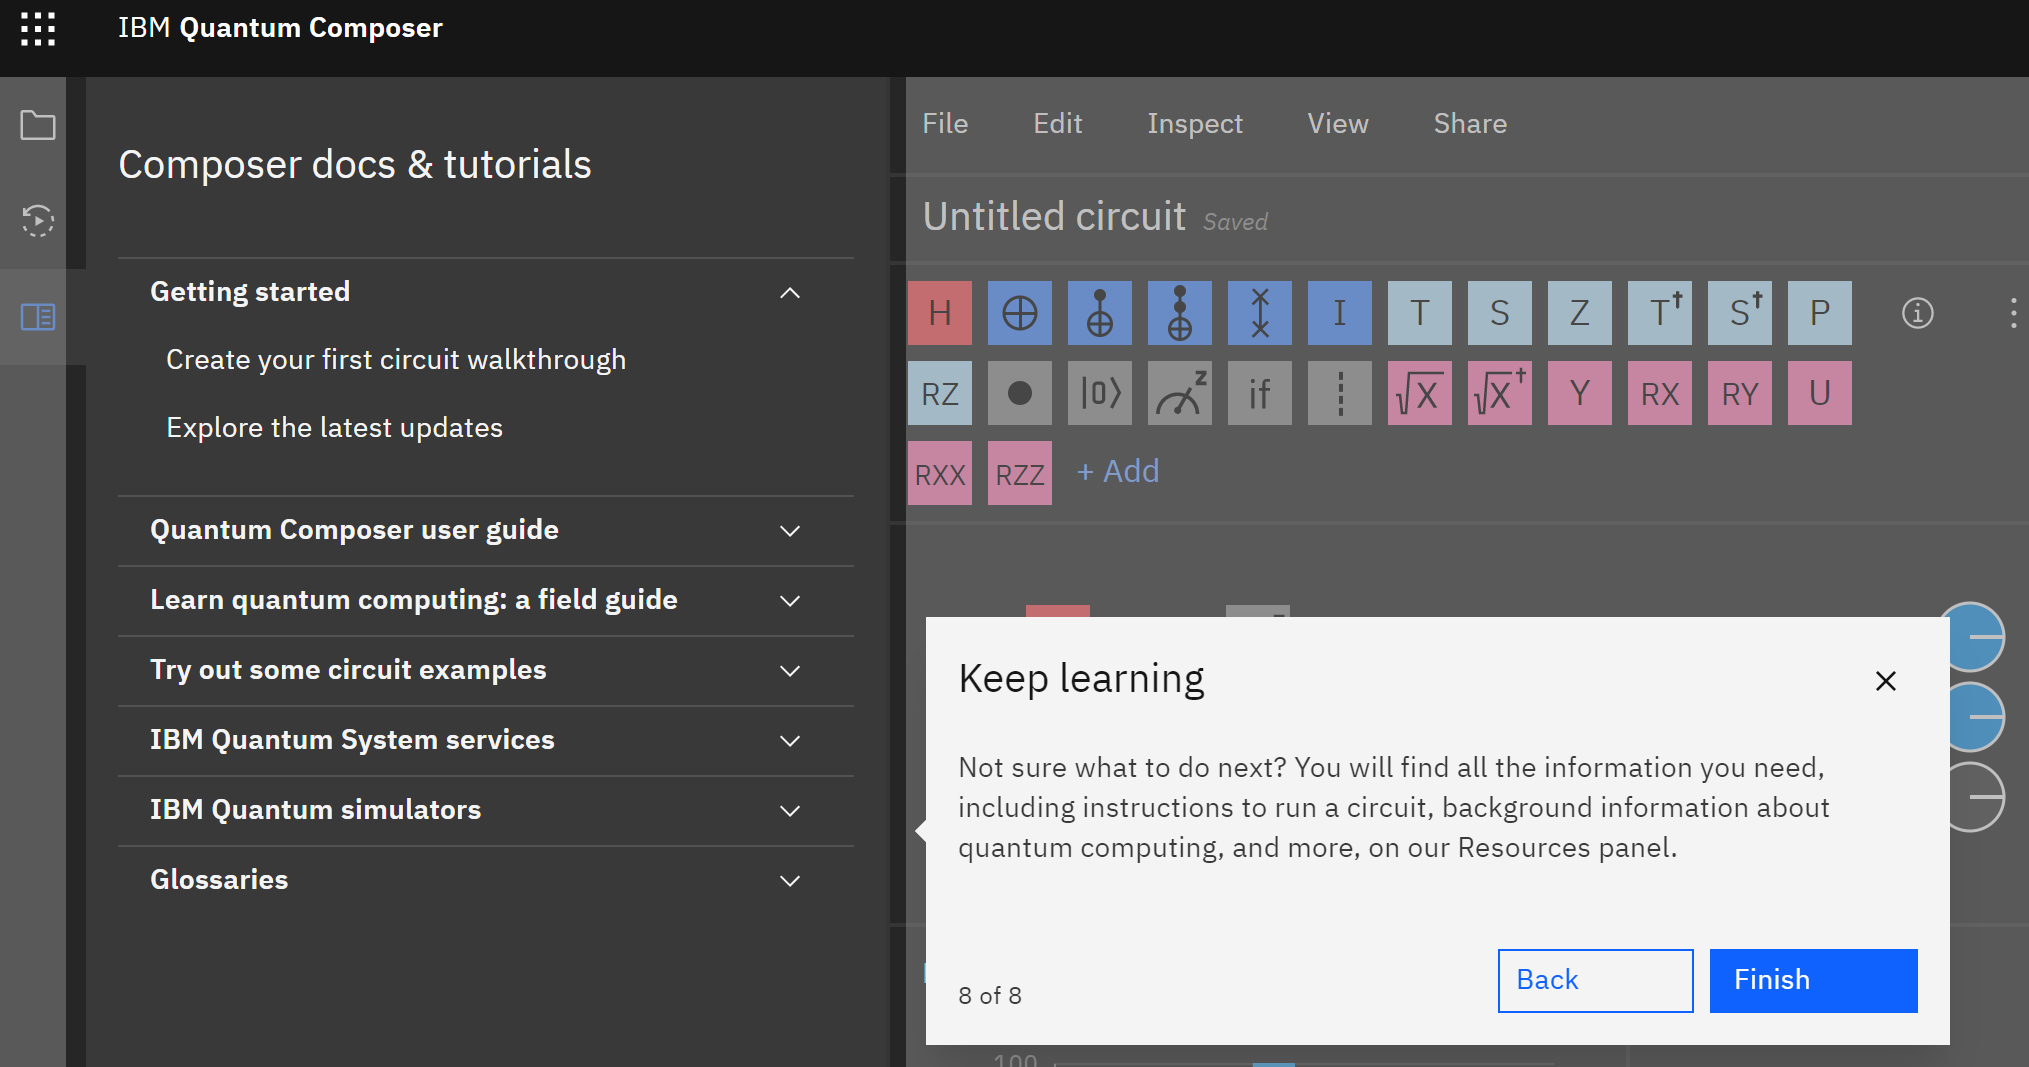 IBM Quantum Composer
Composer docs & tutorials
Getting started
Create your first circuit walkthrough
Explore the latest updates
Quantum Composer user guide
Learn quantum computing: a field guide
Try out some circuit examples
IBM Quantum System services
IBM Quantum simulators
Glossaries
File Edit Inspect View Share
Untitled circuit Saved
H I T S Z T† S† P
RZ |0⟩ z if √X √X† Y RX RY U
RXX RZZ + Add
Keep learning
Not sure what to do next? You will find all the information you need,
including instructions to run a circuit, background information about
quantum computing, and more, on our Resources panel.
8 of 8
Back
Finish
100